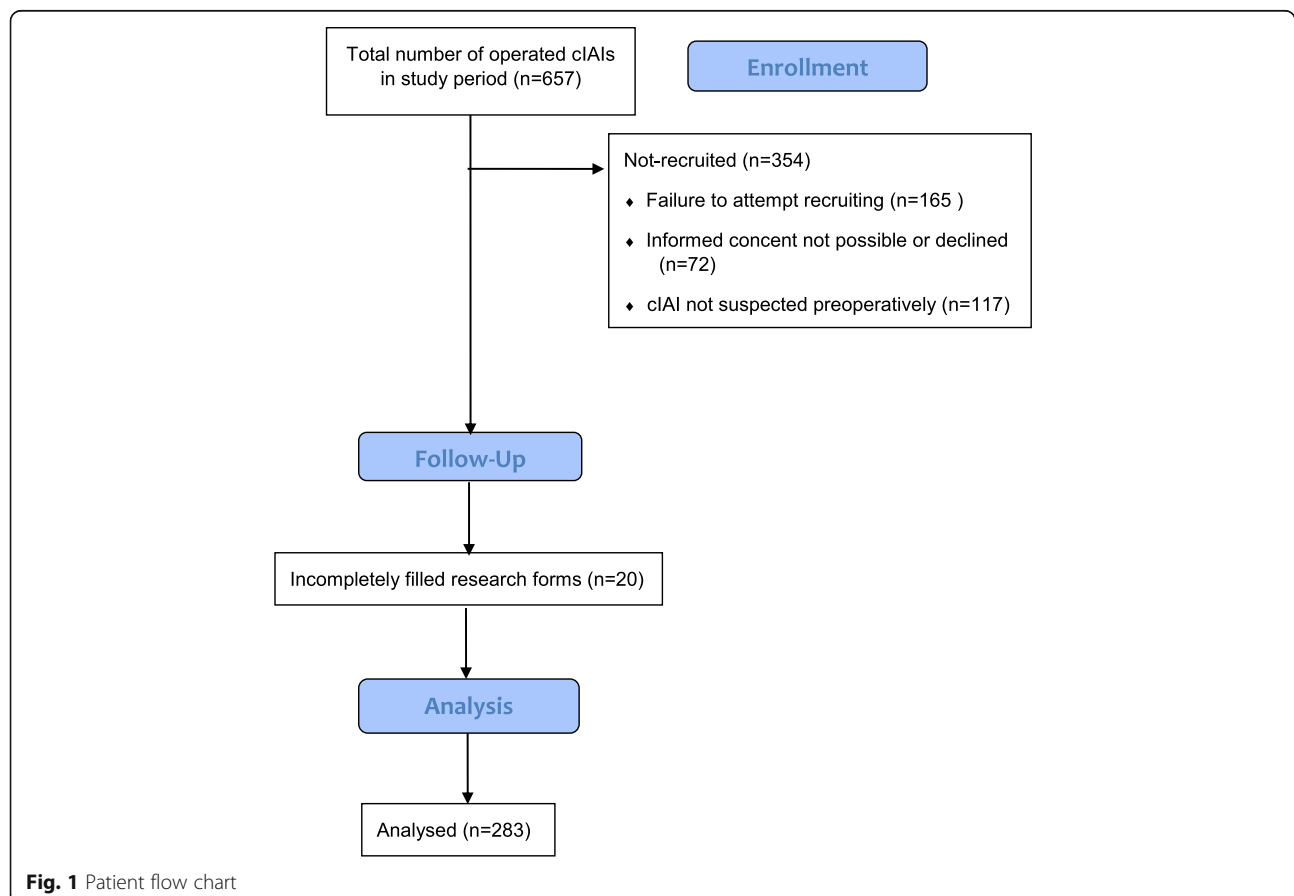 Total number of operated cIAIs
in study period (n=657)
Enrollment
Not-recruited (n=354)
♦ Failure to attempt recruiting (n=165 )
♦ Informed concent not possible or declined
(n=72)
♦ cIAI not suspected preoperatively (n=117)
Follow-Up
Incompletely filled research forms (n=20)
Analysis
Analysed (n=283)
Fig. 1 Patient flow chart